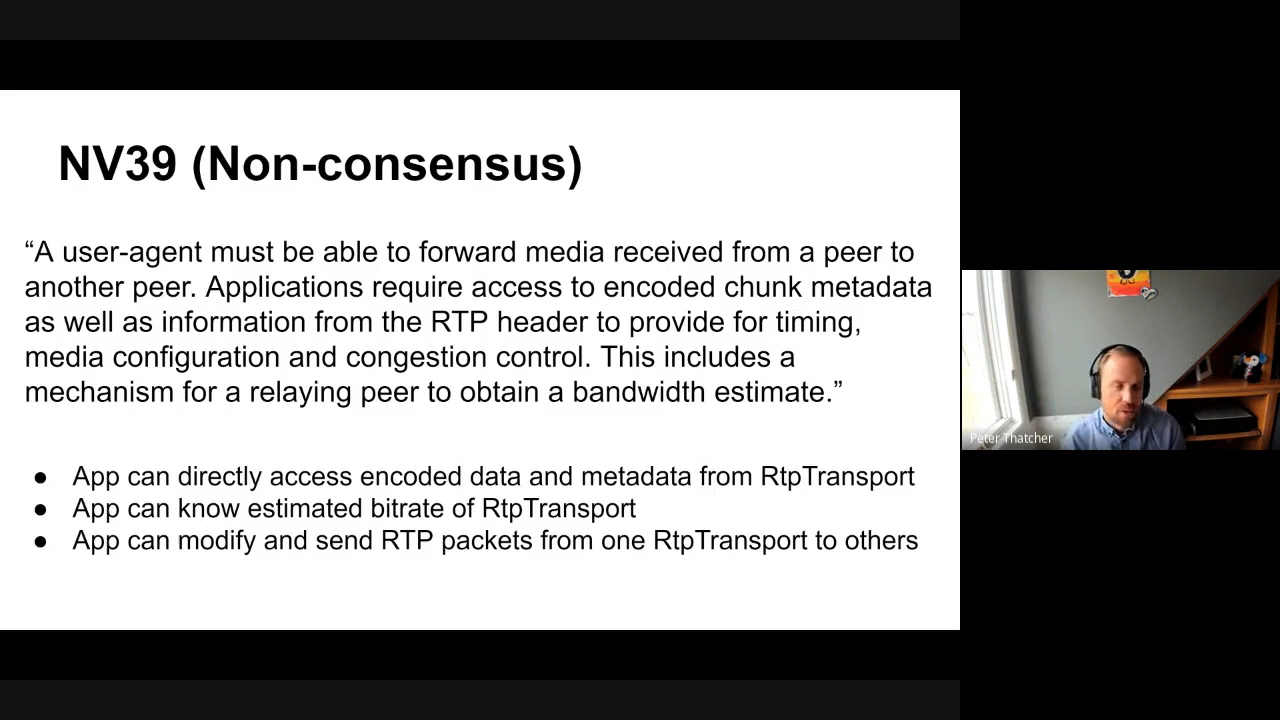 NV39 (Non-consensus)
“A user-agent must be able to forward media received from a peer to
another peer. Applications require access to encoded chunk metadata
as well as information from the RTP header to provide for timing,
media configuration and congestion control. This includes a
mechanism for a relaying peer to obtain a bandwidth estimate.”
● App can directly access encoded data and metadata from RtpTransport
● App can know estimated bitrate of RtpTransport
● App can modify and send RTP packets from one RtpTransport to others
Peter Thatcher